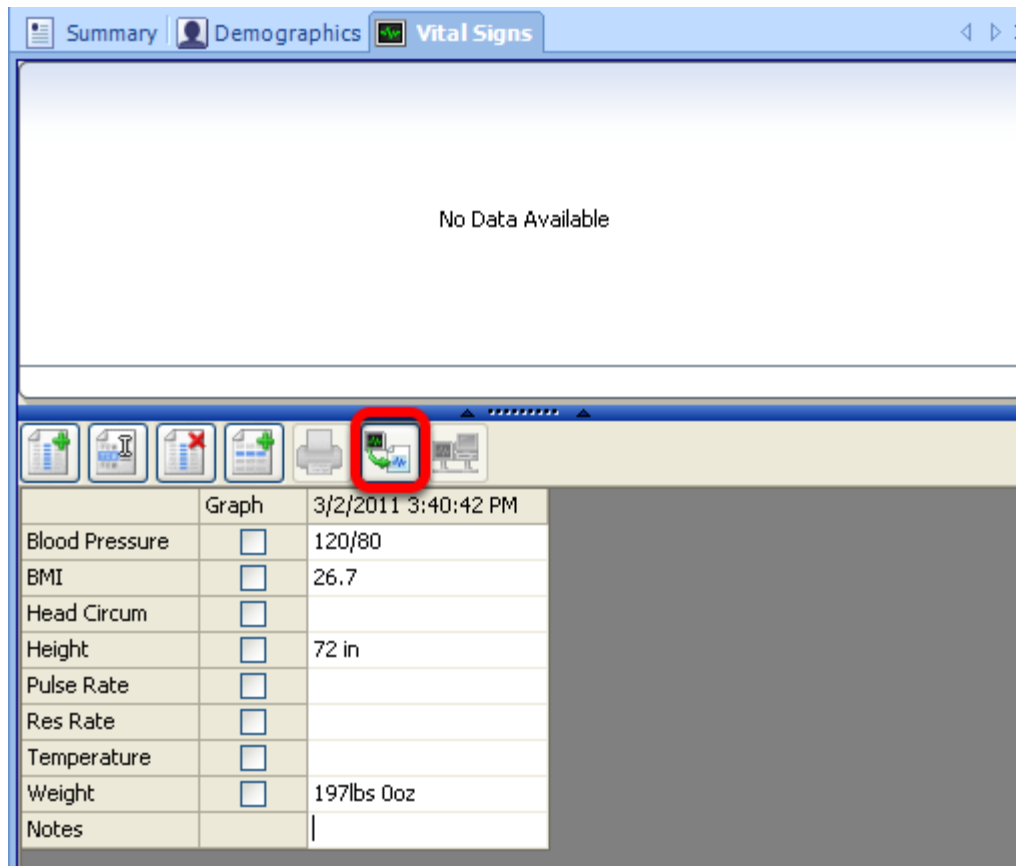 Summary Demographics Vital Signs
No Data Available
Graph 3/2/2011 3:40:42 PM
Blood Pressure 120/80
BMI 26.7
Head Circum
Height 72 in
Pulse Rate
Res Rate
Temperature
Weight 197lbs 0oz
Notes